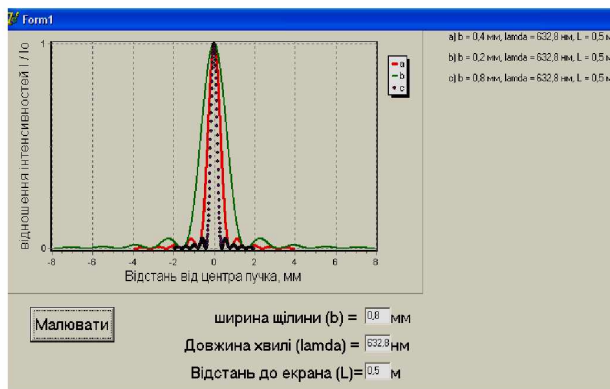 Form1
a) b = 0,4 мм, lamda = 632,8 нм, L = 0,5 м
b) b = 0,2 мм, lamda = 632,8 нм, L = 0,5 м
c) b = 0,8 мм, lamda = 632,8 нм, L = 0,5 м
відношення інтенсивностей I / Io
1
0
a
b
c
-8 -6 -4 -2 0 2 4 6 8
Відстань від центра пучка, мм
Малювати
ширина щілини (b) = 0,8 мм
Довжина хвилі (lamda) = 632,8 нм
Відстань до екрана (L)= 0,5 м